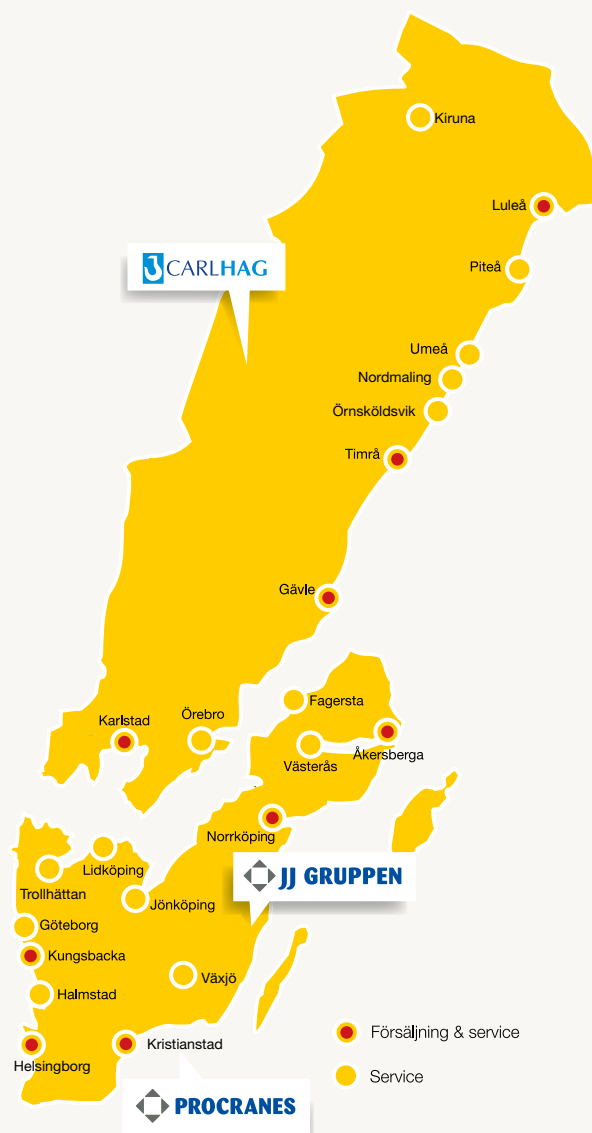 Kiruna
Luleå
CARLHAG
Piteå
Umeå
Nordmaling
Örnsköldsvik
Timrå
Gävle
Fagersta
Örebro
Karlstad
Åkersberga
Västerås
Norrköping
Lidköping
JJ GRUPPEN
Trollhättan
Jönköping
Göteborg
Kungsbacka
Växjö
Halmstad
Försäljning & service
Kristianstad
Helsingborg
Service
PROCRANES